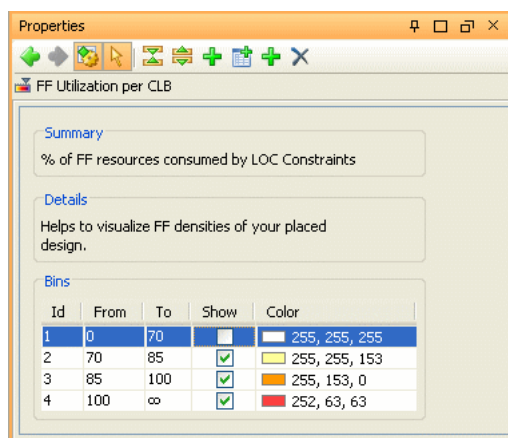 Properties
FF Utilization per CLB
Summary
% of FF resources consumed by LOC Constraints
Details
Helps to visualize FF densities of your placed
design.
Bins
Id From To Show Color
1 0 70 255, 255, 255
2 70 85 255, 255, 153
3 85 100 255, 153, 0
4 100 ∞ 252, 63, 63